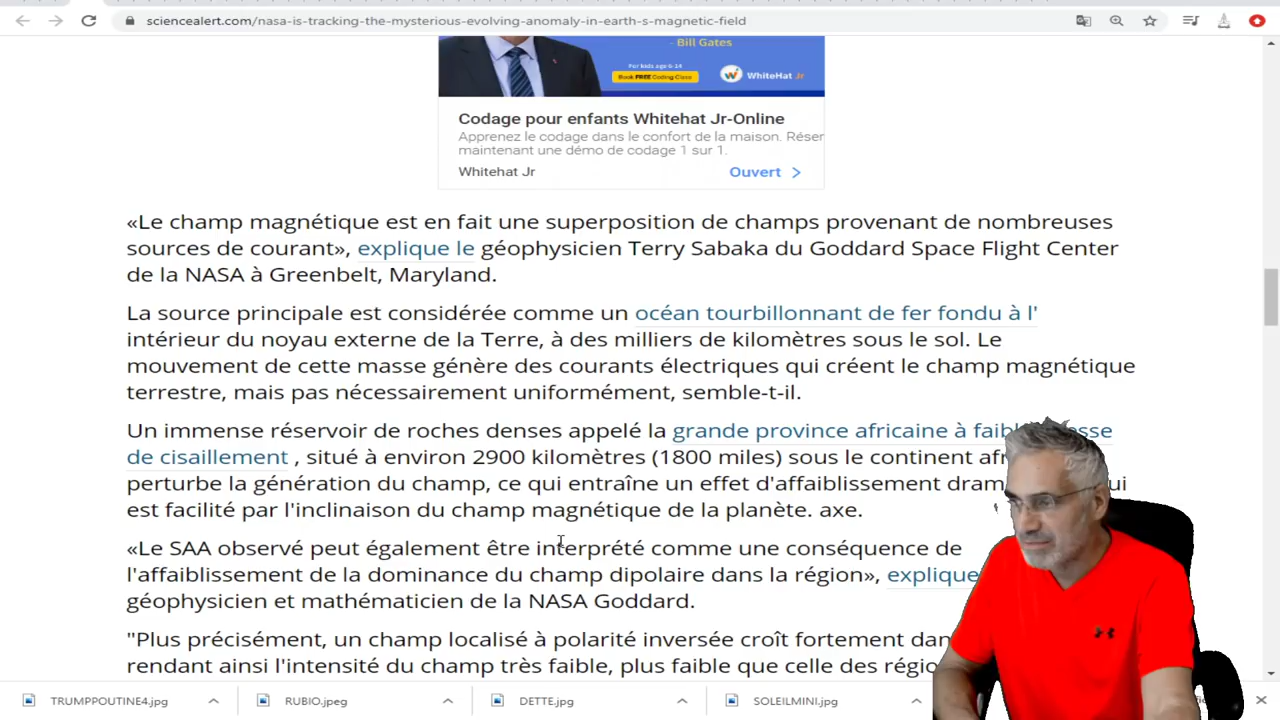 sciencealert.com/nasa-is-tracking-the-mysterious-evolving-anomaly-in-earth-s-magnetic-field
- Bill Gates
For kids age 6-14
Book FREE Coding Class
WhiteHat Jr
Codage pour enfants Whitehat Jr-Online
Apprenez le codage dans le confort de la maison. Réser
maintenant une démo de codage 1 sur 1.
Whitehat Jr Ouvert
«Le champ magnétique est en fait une superposition de champs provenant de nombreuses
sources de courant», explique le géophysicien Terry Sabaka du Goddard Space Flight Center
de la NASA à Greenbelt, Maryland.
La source principale est considérée comme un océan tourbillonnant de fer fondu à l'
intérieur du noyau externe de la Terre, à des milliers de kilomètres sous le sol. Le
mouvement de cette masse génère des courants électriques qui créent le champ magnétique
terrestre, mais pas nécessairement uniformément, semble-t-il.
Un immense réservoir de roches denses appelé la grande province africaine à
de cisaillement , situé à environ 2900 kilomètres (1800 miles) sous le continent
perturbe la génération du champ, ce qui entraîne un effet d'affaiblissement
est facilité par l'inclinaison du champ magnétique de la planète. axe.
«Le SAA observé peut également être interprété comme une conséquence de
l'affaiblissement de la dominance du champ dipolaire dans la région», explique
géophysicien et mathématicien de la NASA Goddard.
"Plus précisément, un champ localisé à polarité inversée croît fortement
rendant ainsi l'intensité du champ très faible, plus faible que celle des
TRUMPPOUTINE4.jpg RUBIO.jpeg DETTE.jpg SOLEILMINI.jpg